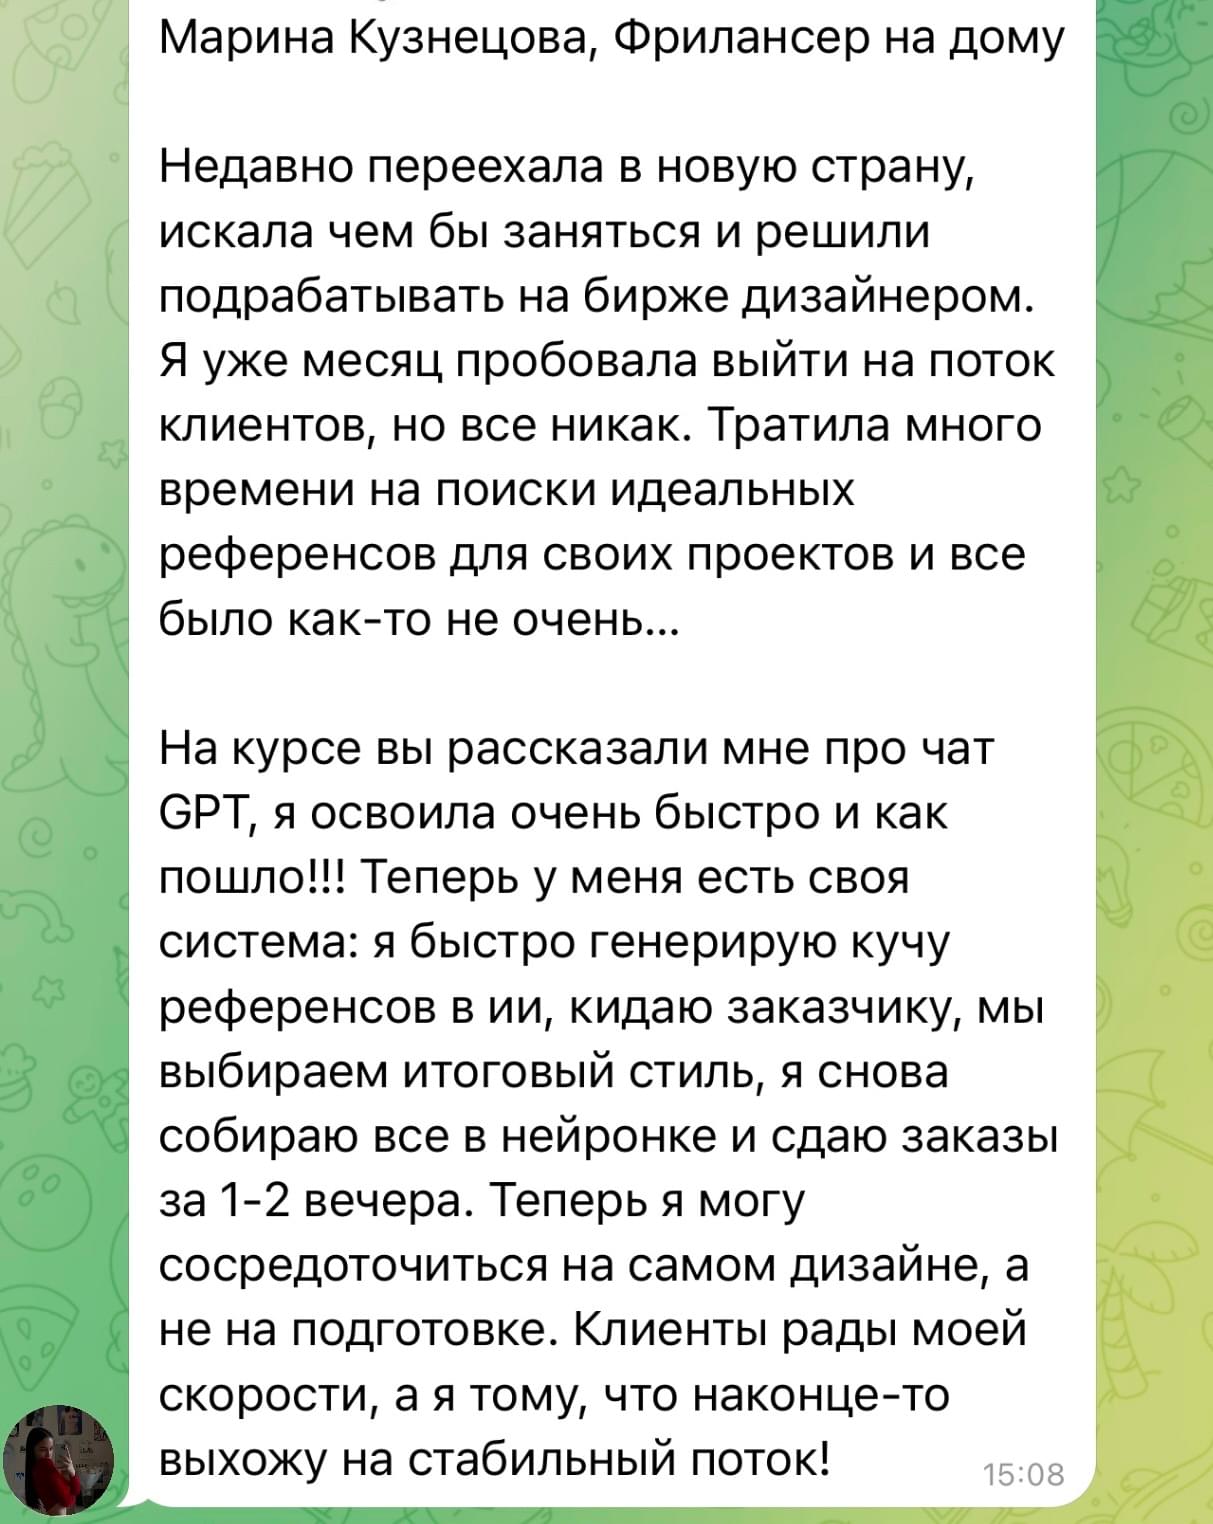 Марина Кузнецова, Фрилансер на дому
Недавно переехала в новую страну,
искала чем бы заняться и решили
подрабатывать на бирже дизайнером.
Я уже месяц пробовала выйти на поток
клиентов, но все никак. Тратила много
времени на поиски идеальных
референсов для своих проектов и все
было как-то не очень...
На курсе вы рассказали мне про чат
GPT, я освоила очень быстро и как
пошло!!! Теперь у меня есть своя
система: я быстро генерирую кучу
референсов в ии, кидаю заказчику, мы
выбираем итоговый стиль, я снова
собираю все в нейронке и сдаю заказы
за 1-2 вечера. Теперь я могу
сосредоточиться на самом дизайне, а
не на подготовке. Клиенты рады моей
скорости, а я тому, что наконце-то
выхожу на стабильный поток!
15:08